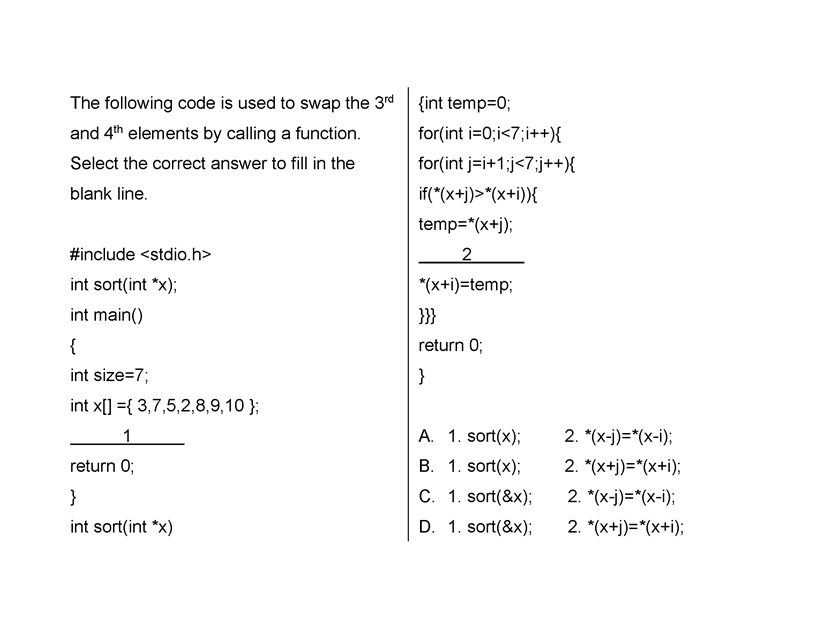 The following code is used to swap the 3rd
and 4th elements by calling a function.
Select the correct answer to fill in the
blank line.
#include <stdio.h>
int sort(int *x);
int main()
{
int size=7;
int x[] ={ 3,7,5,2,8,9,10 };
______1______
return 0;
}
int sort(int *x)
{int temp=0;
for(int i=0;i<7;i++){
for(int j=i+1;j<7;j++){
if(*(x+j)>*(x+i)){
temp=*(x+j);
_____2______
*(x+i)=temp;
}}}
return 0;
}
A. 1. sort(x); 2. *(x-j)=*(x-i);
B. 1. sort(x); 2. *(x+j)=*(x+i);
C. 1. sort(&x); 2. *(x-j)=*(x-i);
D. 1. sort(&x); 2. *(x+j)=*(x+i);